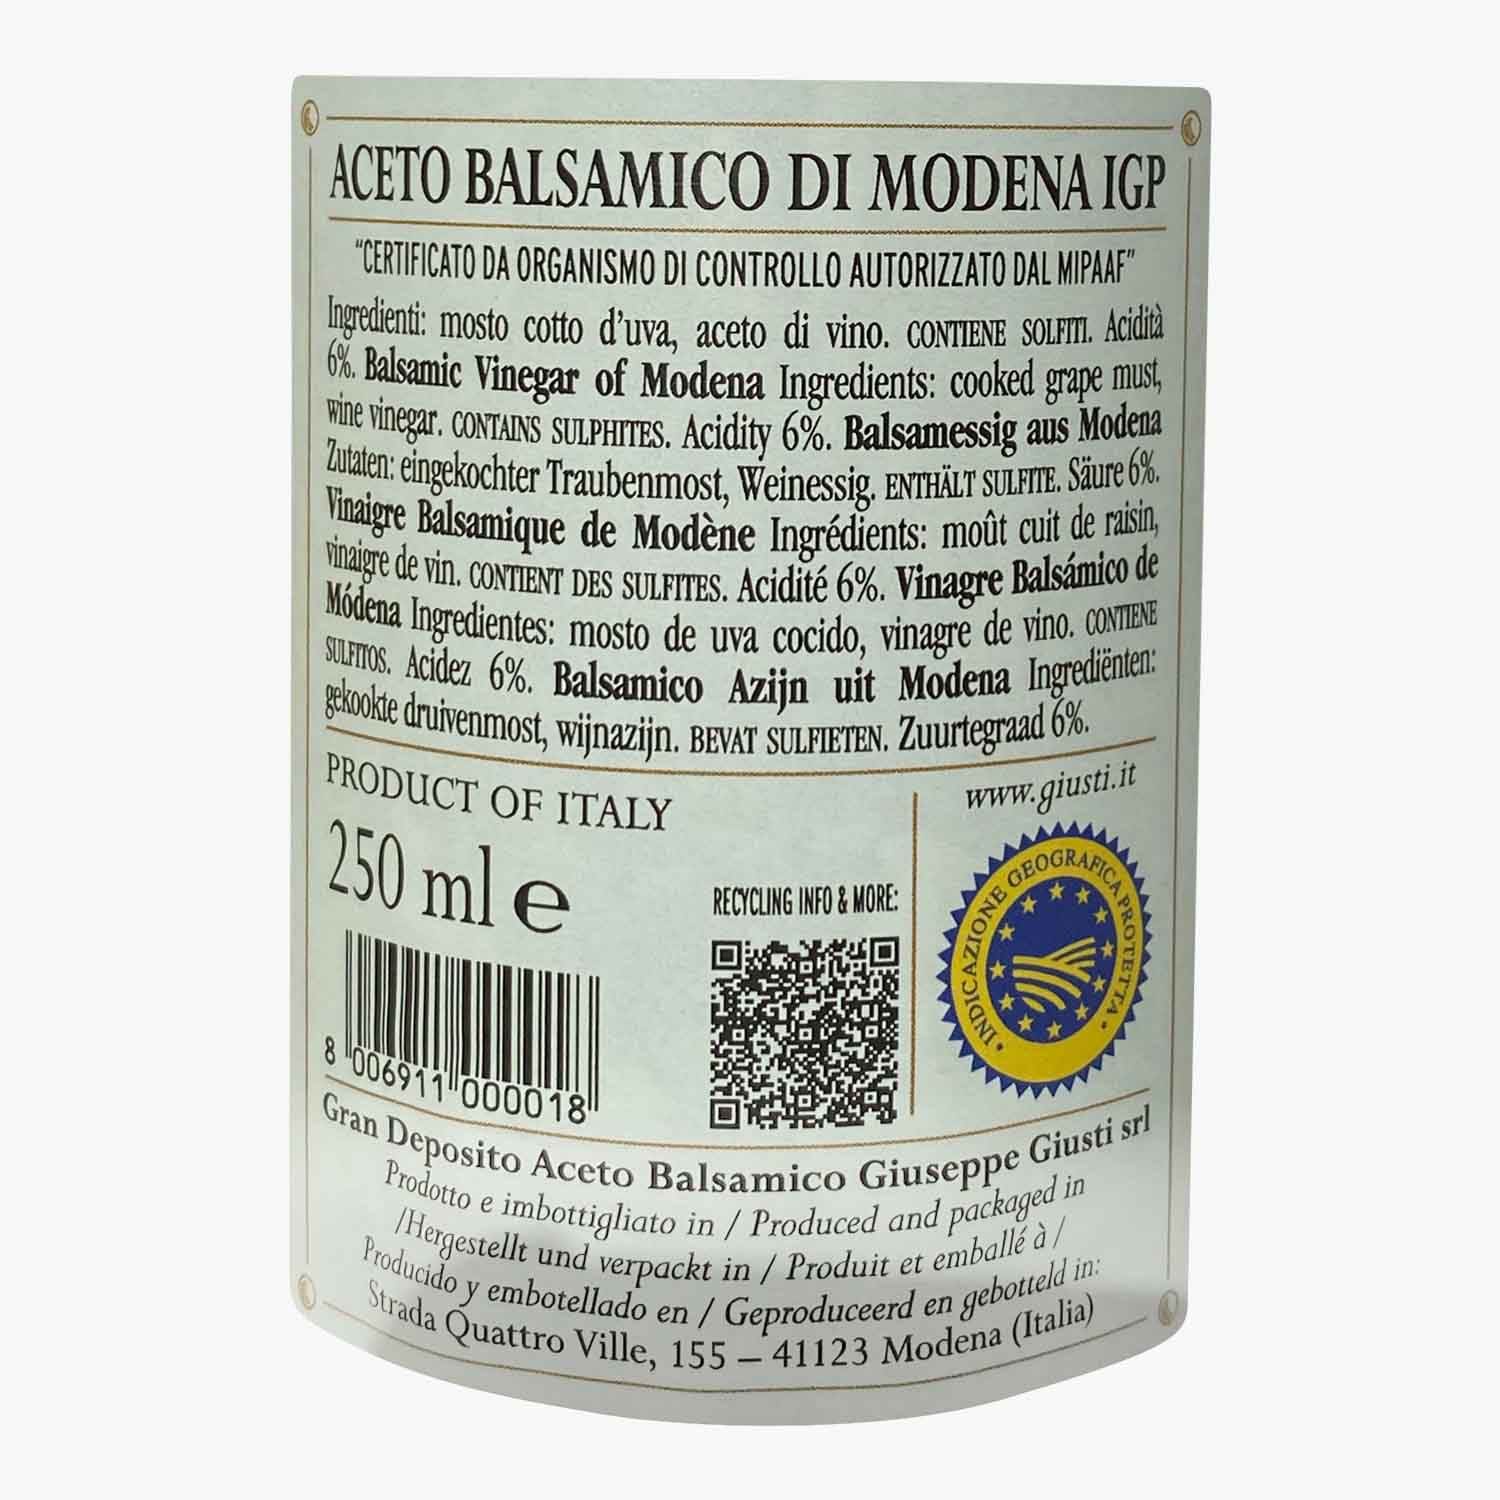 ACETO BALSAMICO DI MODENA IGP
“CERTIFICATO DA ORGANISMO DI CONTROLLO AUTORIZZATO DAL MIPAAF”
Ingredienti: mosto cotto d’uva, aceto di vino. CONTIENE SOLFITI. Acidità
6%. Balsamic Vinegar of Modena Ingredients: cooked grape must,
wine vinegar. CONTAINS SULPHITES. Acidity 6%. Balsamessig aus Modena
Zutaten: eingekochter Traubenmost, Weinessig. ENTHÄLT SULFITE. Säure 6%.
Vinaigre Balsamique de Modène Ingrédients: moût cuit de raisin,
vinaigre de vin. CONTIENT DES SULFITES. Acidité 6%. Vinagre Balsámico de
Módena Ingredientes: mosto de uva cocido, vinagre de vino. CONTIENE
SULFITOS. Acidez 6%. Balsamico Azijn uit Modena Ingrediënten:
gekookte druivenmost, wijnazijn. BEVAT SULFIETEN. Zuurtegraad 6%.
PRODUCT OF ITALY
250 ml e
8 006911 000018
RECYCLING INFO & MORE:
www.giusti.it
INDICAZIONE GEOGRAFICA PROTETTA
Gran Deposito Aceto Balsamico Giuseppe Giusti srl
Prodotto e imbottigliato in / Produced and packaged in
/Hergestellt und verpackt in / Produit et emballé à /
Producido y embotellado en / Geproduceerd en gebotteld in:
Strada Quattro Ville, 155 – 41123 Modena (Italia)